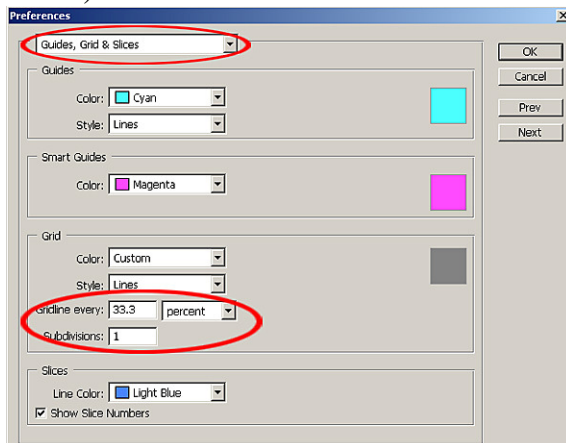 Preferences
Guides, Grid & Slices
OK
Cancel
Prev
Next
Guides
Color: Cyan
Style: Lines
Smart Guides
Color: Magenta
Grid
Color: Custom
Style: Lines
Gridline every: 33.3 percent
Subdivisions: 1
Slices
Line Color: Light Blue
Show Slice Numbers